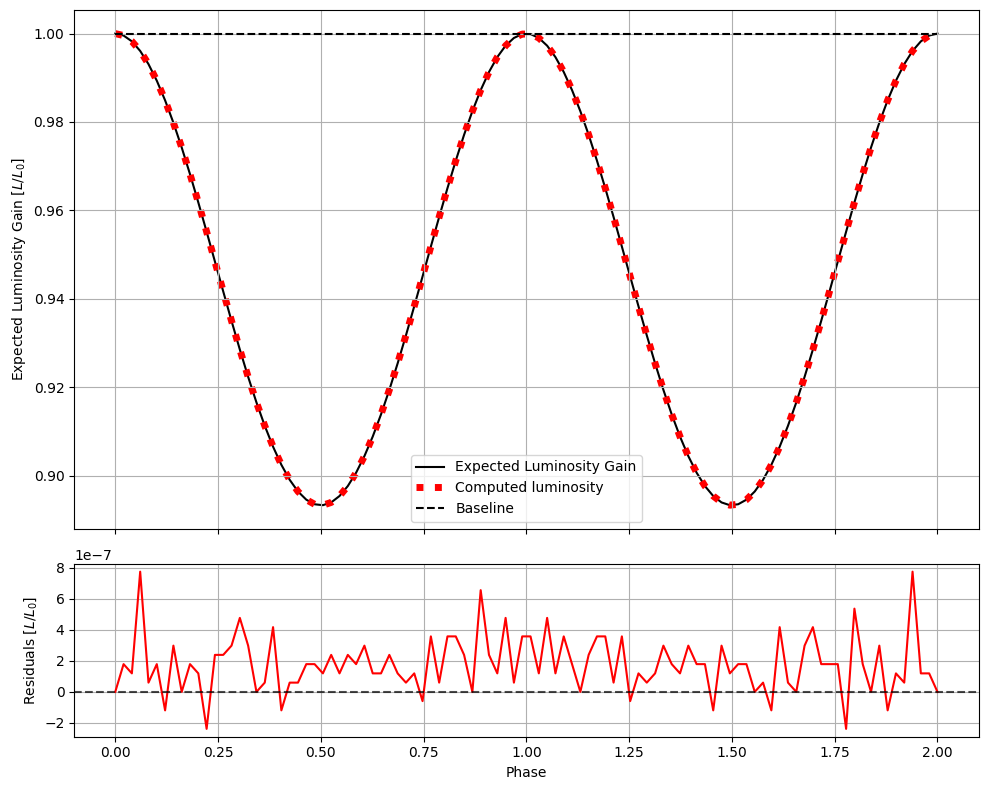 Expected Luminosity Gain [L/L₀]
1.00
0.98
0.96
0.94
0.92
0.90
Expected Luminosity Gain
Computed luminosity
Baseline
1e−7
Residuals [L/L₀]
8
6
4
2
0
−2
0.00 0.25 0.50 0.75 1.00 1.25 1.50 1.75 2.00
Phase